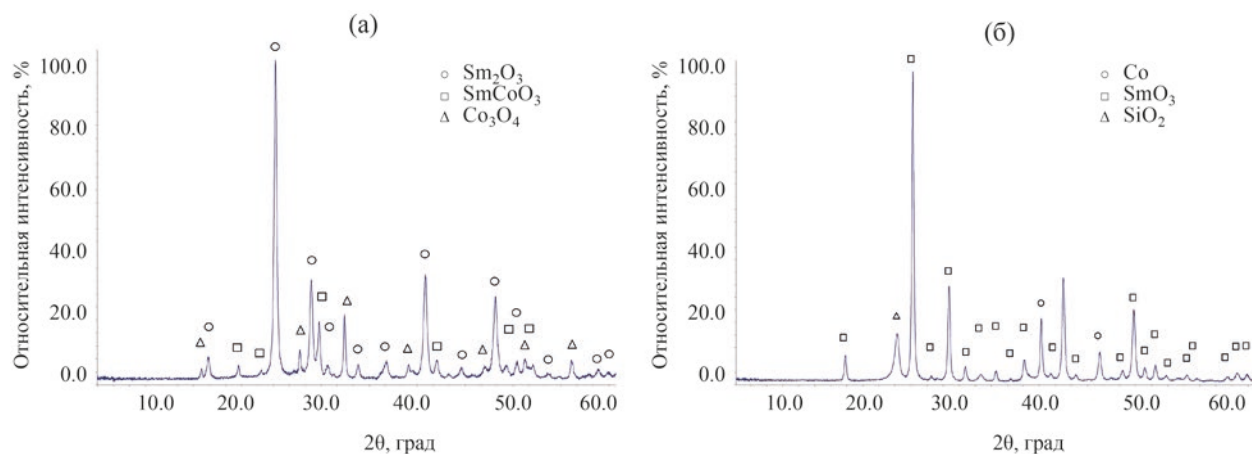 (а)
Относительная интенсивность, %
100.0
80.0
60.0
40.0
20.0
0.0
Sm₂O₃
SmCoO₃
Co₃O₄
10.0 20.0 30.0 40.0 50.0 60.0
2θ, град
(б)
Относительная интенсивность, %
100.0
80.0
60.0
40.0
20.0
0.0
Co
SmO₃
SiO₂
10.0 20.0 30.0 40.0 50.0 60.0
2θ, град